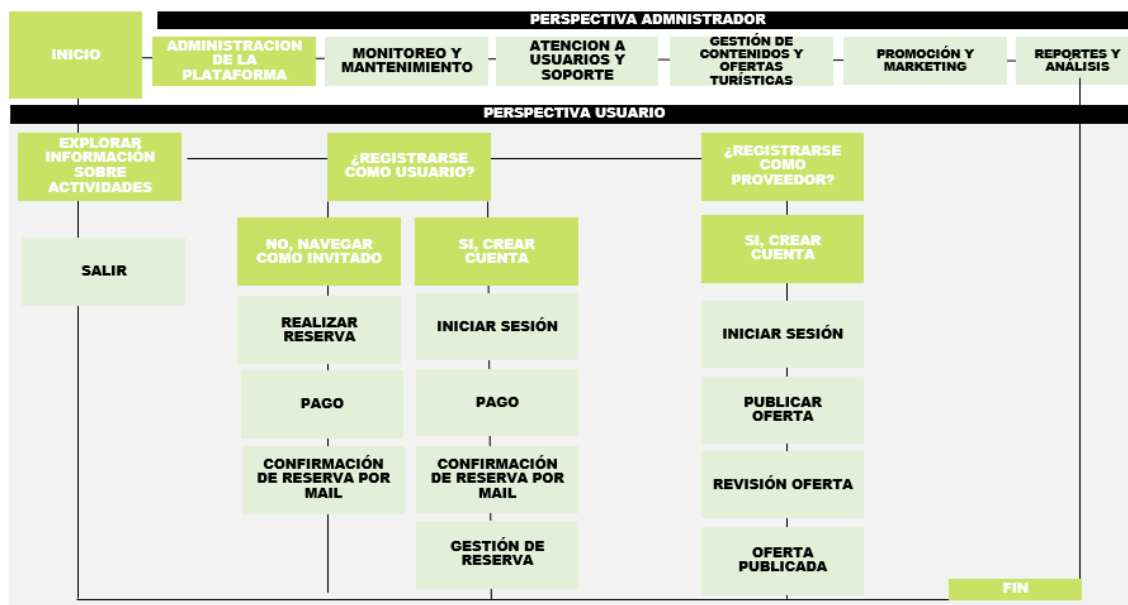 PERSPECTIVA ADMNISTRADOR
INICIO
ADMINISTRACION
DE LA
PLATAFORMA
MONITOREO Y
MANTENIMIENTO
ATENCION A
USUARIOS Y
SOPORTE
GESTIÓN DE
CONTENIDOS Y
OFERTAS
TURÍSTICAS
PROMOCIÓN Y
MARKETING
REPORTES Y
ANÁLISIS
PERSPECTIVA USUARIO
EXPLORAR
INFORMACIÓN
SOBRE
ACTIVIDADES
¿REGISTRARSE
COMO USUARIO?
¿REGISTRARSE
COMO
PROVEEDOR?
SALIR
NO, NAVEGAR
COMO INVITADO
SI, CREAR
CUENTA
SI, CREAR
CUENTA
REALIZAR
RESERVA
INICIAR SESIÓN
INICIAR SESIÓN
PAGO
PAGO
PUBLICAR
OFERTA
CONFIRMACIÓN
DE RESERVA POR
MAIL
CONFIRMACIÓN
DE RESERVA POR
MAIL
REVISIÓN OFERTA
GESTIÓN DE
RESERVA
OFERTA
PUBLICADA
FIN